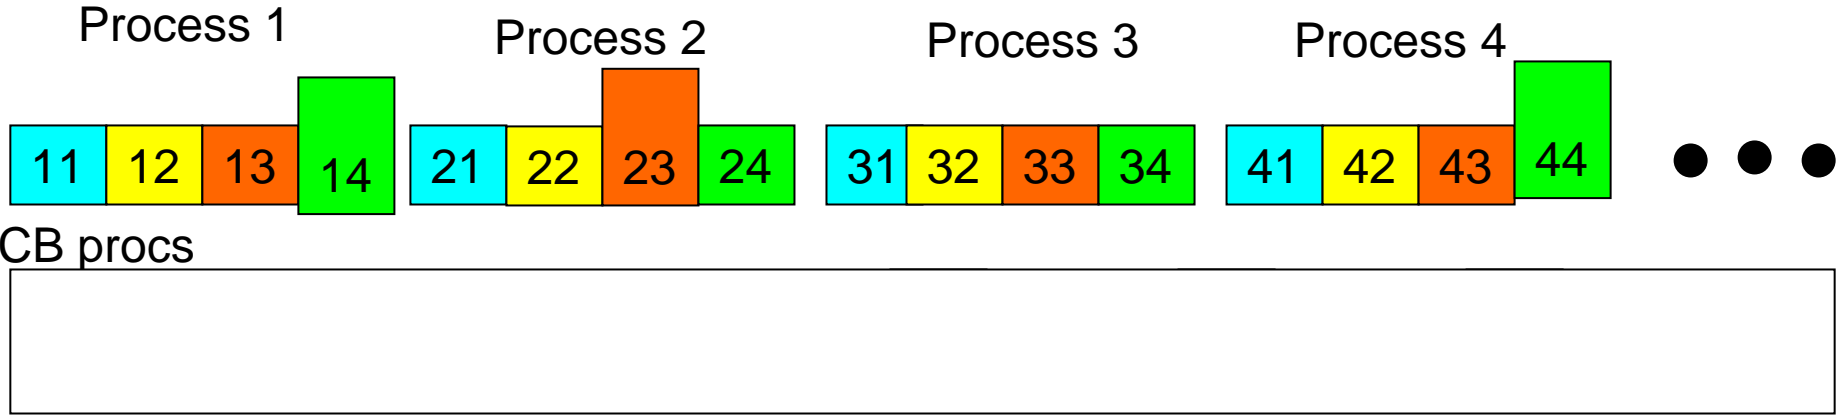 Process 1 Process 2 Process 3 Process 4
11 12 13 14 21 22 23 24 31 32 33 34 41 42 43 44
CB procs